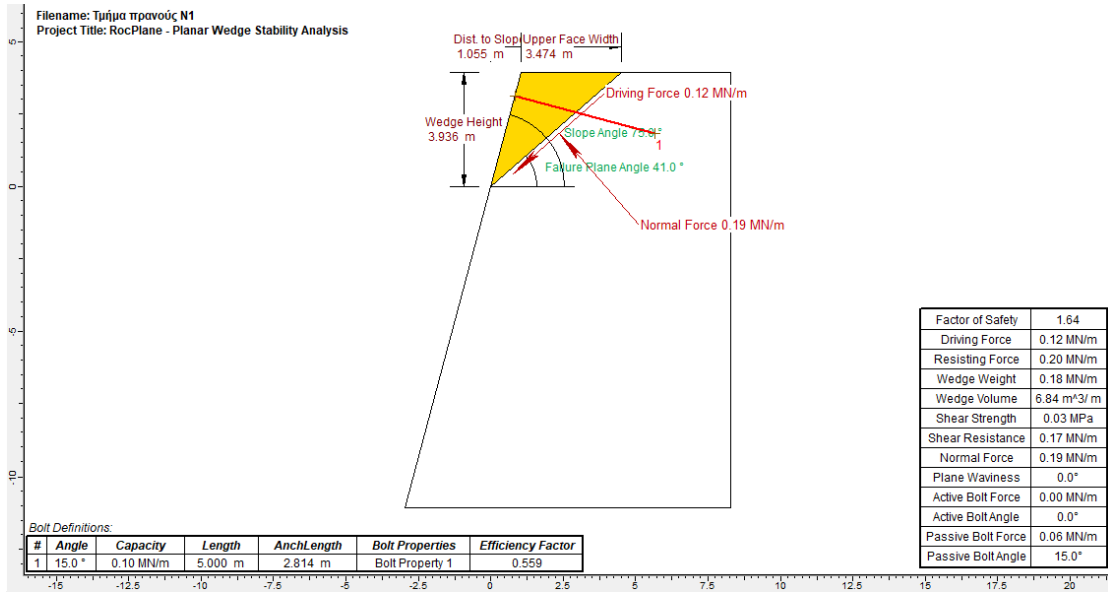 Filename: Τμήμα πρανούς N1
Project Title: RocPlane - Planar Wedge Stability Analysis
Dist. to Slope Upper Face Width
1.055 m 3.474 m
Driving Force 0.12 MN/m
Wedge Height
3.936 m
Slope Angle 75.0°
1
Failure Plane Angle 41.0 °
Normal Force 0.19 MN/m
5
0
-5
-10
Factor of Safety 1.64
Driving Force 0.12 MN/m
Resisting Force 0.20 MN/m
Wedge Weight 0.18 MN/m
Wedge Volume 6.84 m^3/ m
Shear Strength 0.03 MPa
Shear Resistance 0.17 MN/m
Normal Force 0.19 MN/m
Plane Waviness 0.0°
Active Bolt Force 0.00 MN/m
Active Bolt Angle 0.0°
Passive Bolt Force 0.06 MN/m
Passive Bolt Angle 15.0°
Bolt Definitions:
# Angle Capacity Length AnchLength Bolt Properties Efficiency Factor
1 15.0 ° 0.10 MN/m 5.000 m 2.814 m Bolt Property 1 0.559
-15 -12.5 -10 -7.5 -5 -2.5 0 2.5 5 7.5 10 12.5 15 17.5 20